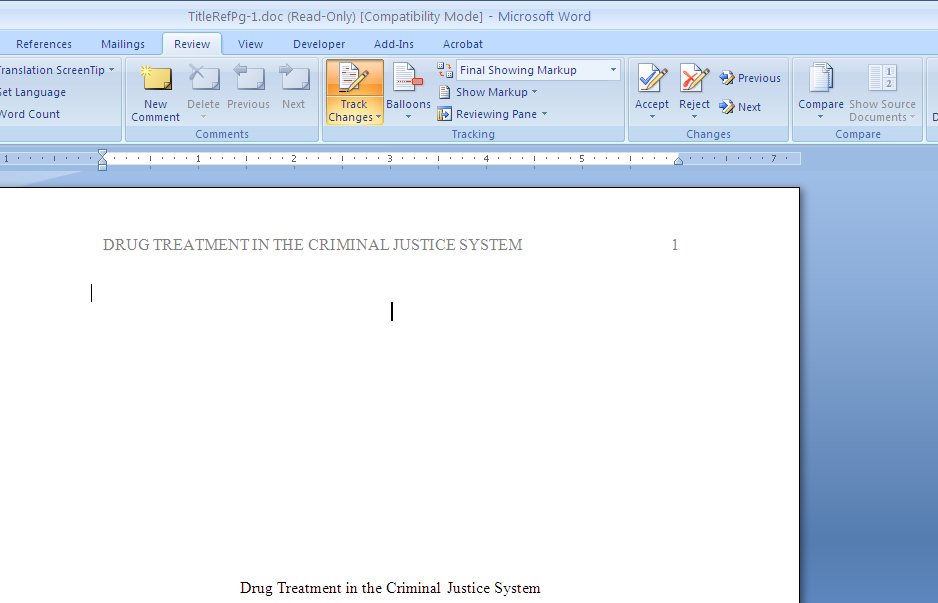 TitleRefPg-1.doc (Read-Only) [Compatibility Mode] - Microsoft Word
References Mailings Review View Developer Add-Ins Acrobat
ranslation ScreenTip
et Language
Word Count
New Comment
Delete
Previous
Next
Comments
Track Changes
Balloons
Final Showing Markup
Show Markup
Reviewing Pane
Tracking
Accept
Reject
Previous
Next
Changes
Compare
Show Source Documents
Compare
1 1 2 3 4 5 7
DRUG TREATMENT IN THE CRIMINAL JUSTICE SYSTEM 1
Drug Treatment in the Criminal Justice System